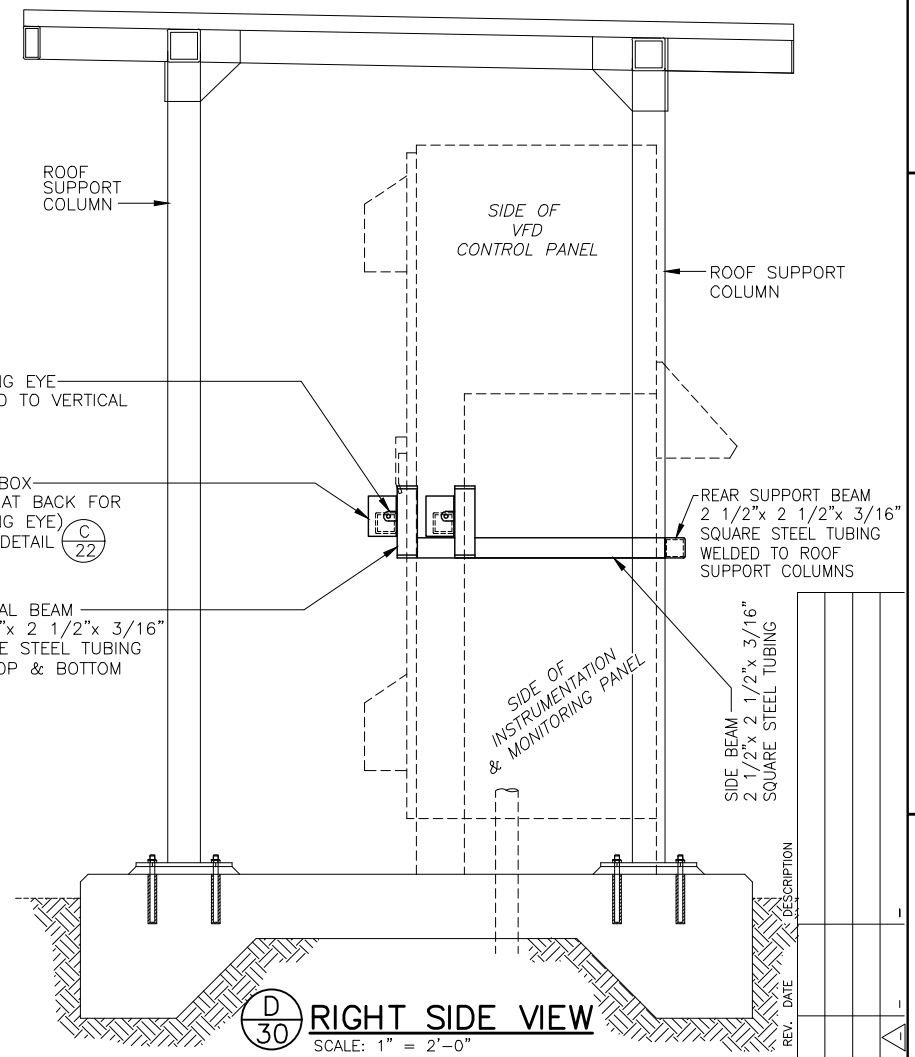 ROOF
SUPPORT
COLUMN
SIDE OF
VFD
CONTROL PANEL
ROOF SUPPORT
COLUMN
NG EYE
D TO VERTICAL
BOX
AT BACK FOR
NG EYE)
DETAIL C
22
REAR SUPPORT BEAM
2 1/2"x 2 1/2"x 3/16"
SQUARE STEEL TUBING
WELDED TO ROOF
SUPPORT COLUMNS
AL BEAM
"x 2 1/2"x 3/16"
E STEEL TUBING
OP & BOTTOM
SIDE OF
INSTRUMENTATION
& MONITORING PANEL
SIDE BEAM
2 1/2"x 2 1/2"x 3/16"
SQUARE STEEL TUBING
D
30
RIGHT SIDE VIEW
SCALE: 1" = 2'-0"
REV. DATE DESCRIPTION
- -
-